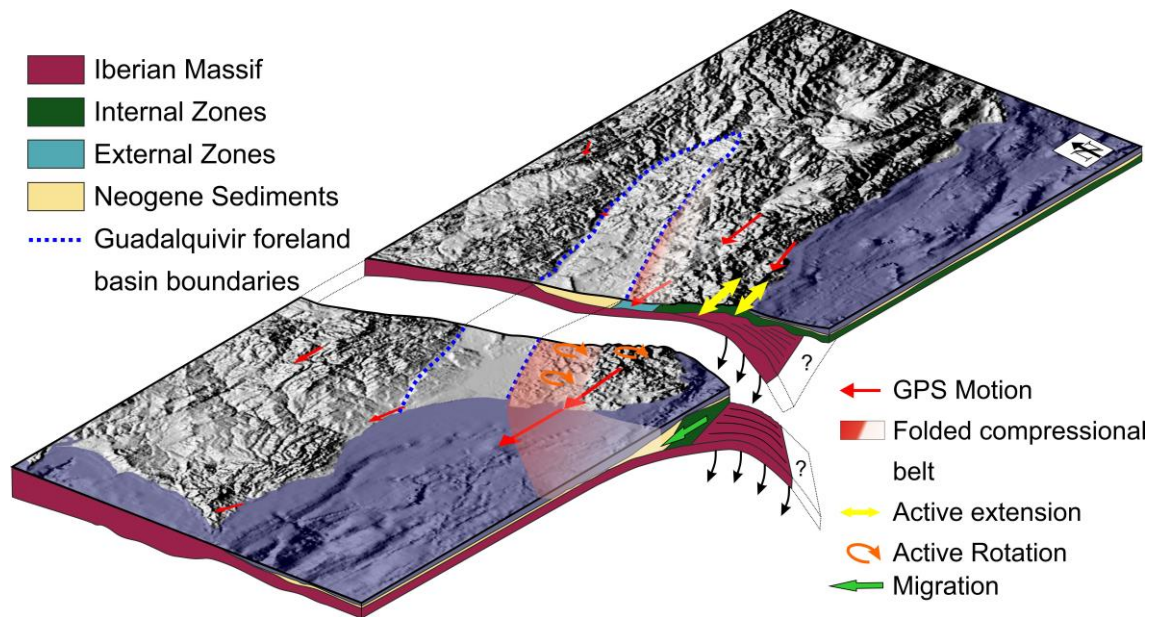 Iberian Massif
Internal Zones
External Zones
Neogene Sediments
Guadalquivir foreland
basin boundaries
N
?
GPS Motion
Folded compressional
belt
?
Active extension
Active Rotation
Migration